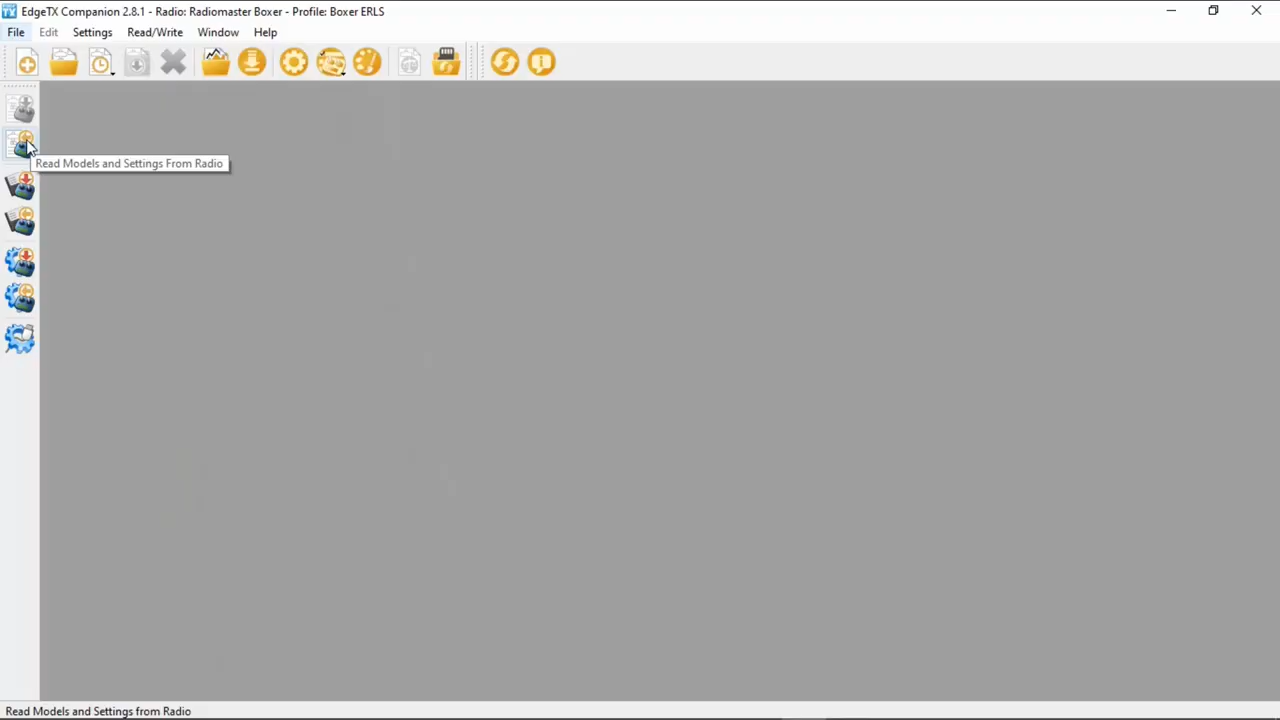 EdgeTX Companion 2.8.1 - Radio: Radiomaster Boxer - Profile: Boxer ERLS
File Edit Settings Read/Write Window Help
Read Models and Settings From Radio
Read Models and Settings from Radio